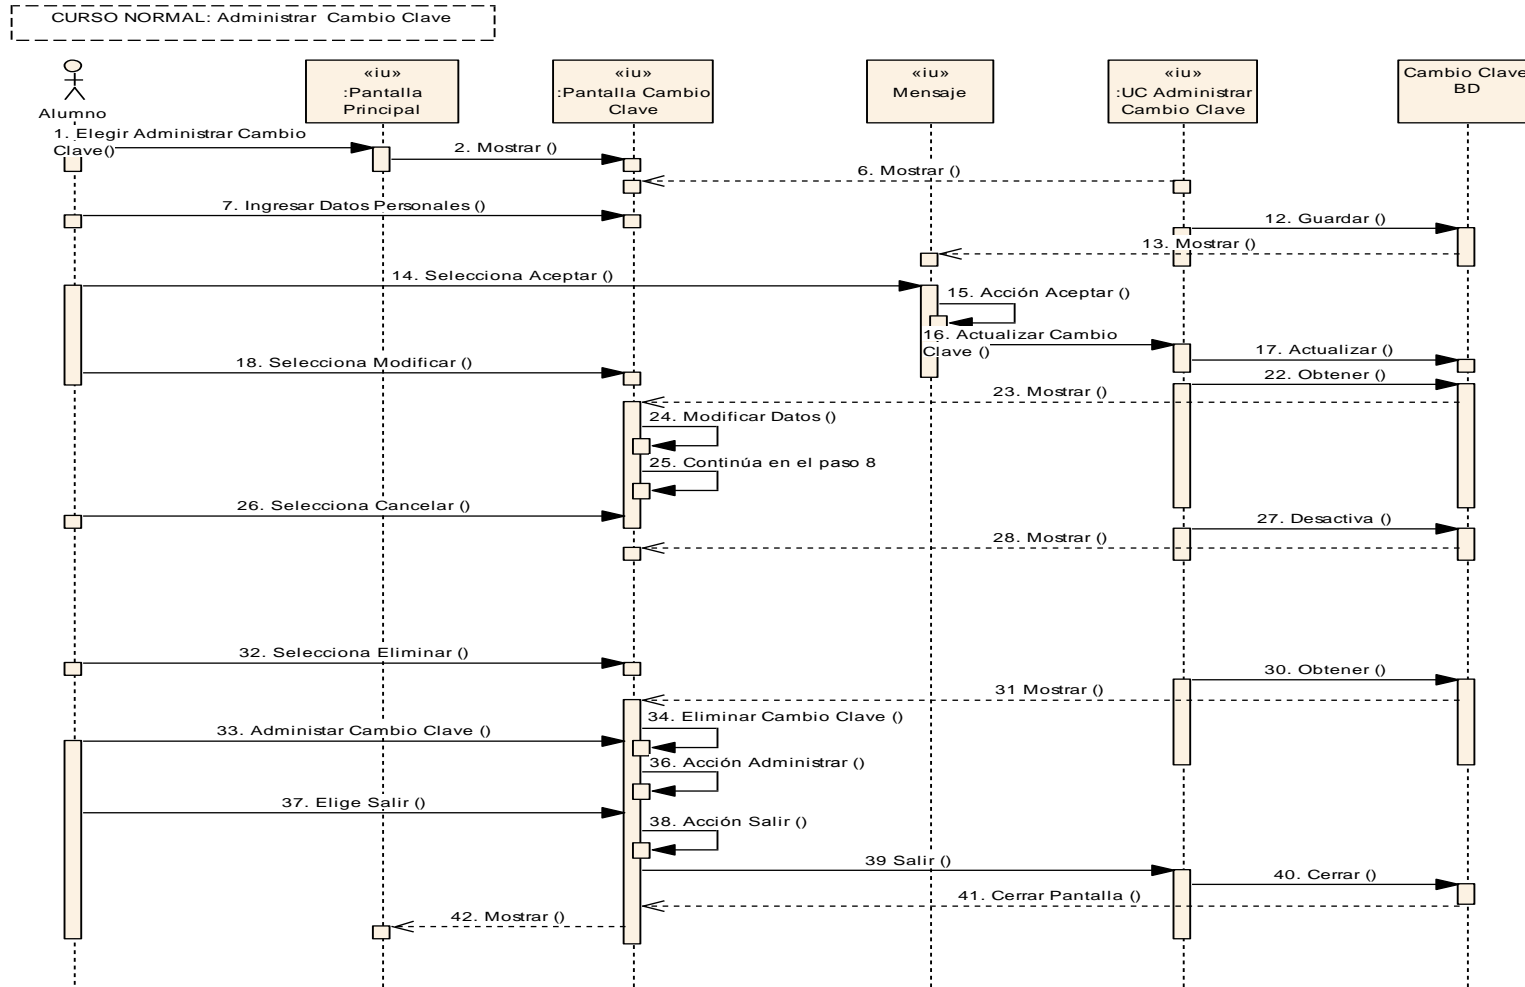 CURSO NORMAL: Administrar Cambio Clave
Alumno
«iu»
:Pantalla
Principal
«iu»
:Pantalla Cambio
Clave
«iu»
Mensaje
«iu»
:UC Administrar
Cambio Clave
Cambio Clave
BD
1. Elegir Administrar Cambio
Clave()
2. Mostrar ()
6. Mostrar ()
7. Ingresar Datos Personales ()
12. Guardar ()
13. Mostrar ()
14. Selecciona Aceptar ()
15. Acción Aceptar ()
16. Actualizar Cambio
Clave ()
17. Actualizar ()
18. Selecciona Modificar ()
22. Obtener ()
23. Mostrar ()
24. Modificar Datos ()
25. Continúa en el paso 8
26. Selecciona Cancelar ()
27. Desactiva ()
28. Mostrar ()
32. Selecciona Eliminar ()
30. Obtener ()
31 Mostrar ()
34. Eliminar Cambio Clave ()
33. Administar Cambio Clave ()
36. Acción Administrar ()
37. Elige Salir ()
38. Acción Salir ()
39 Salir ()
40. Cerrar ()
41. Cerrar Pantalla ()
42. Mostrar ()